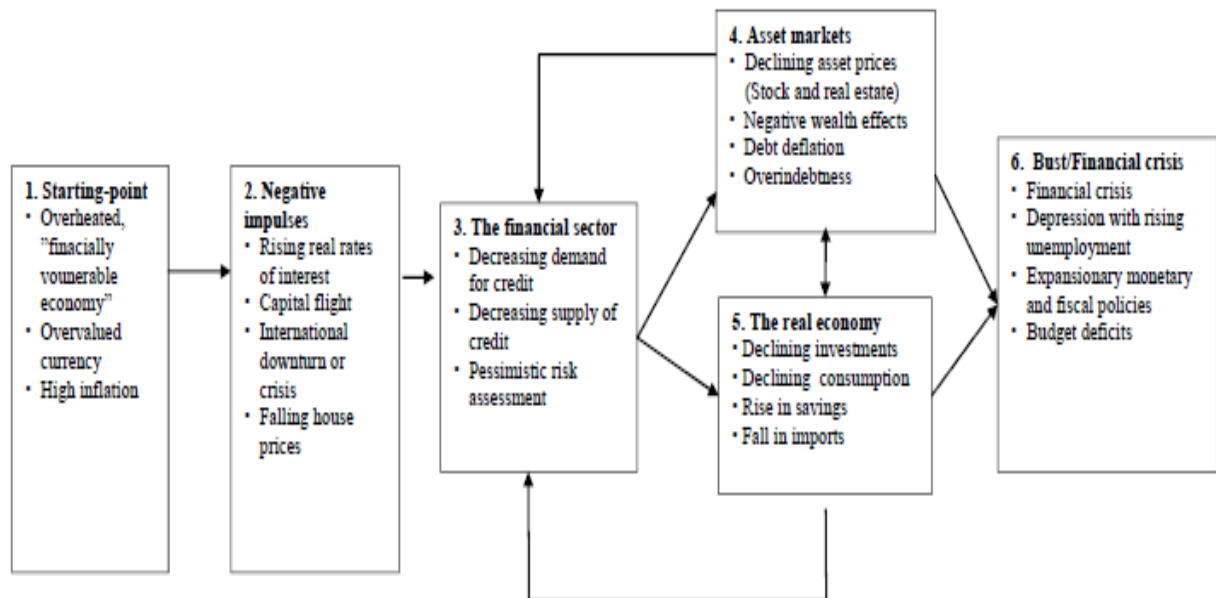 1. Starting-point
• Overheated,
”finacially
vounerable
economy”
• Overvalued
currency
• High inflation
2. Negative
impulses
• Rising real rates
of interest
• Capital flight
• International
downturn or
crisis
• Falling house
prices
3. The financial sector
• Decreasing demand
for credit
• Decreasing supply of
credit
• Pessimistic risk
assessment
4. Asset markets
• Declining asset prices
(Stock and real estate)
• Negative wealth effects
• Debt deflation
• Overindebtness
5. The real economy
• Declining investments
• Declining consumption
• Rise in savings
• Fall in imports
6. Bust/Financial crisis
• Financial crisis
• Depression with rising
unemployment
• Expansionary monetary
and fiscal policies
• Budget deficits